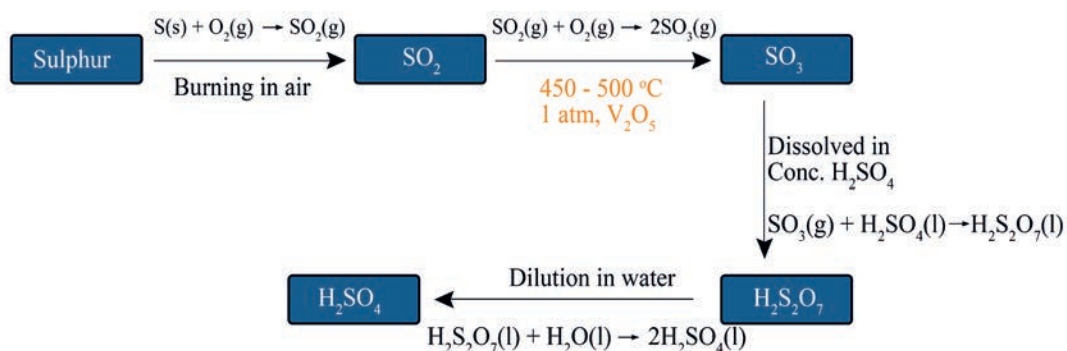 S(s) + O₂(g) → SO₂(g)
SO₂(g) + O₂(g) → 2SO₃(g)
Sulphur
SO₂
SO₃
Burning in air
450 - 500 °C
1 atm, V₂O₅
Dissolved in
Conc. H₂SO₄
SO₃(g) + H₂SO₄(l)→H₂S₂O₇(l)
Dilution in water
H₂SO₄
H₂S₂O₇
H₂S₂O₇(l) + H₂O(l) → 2H₂SO₄(l)